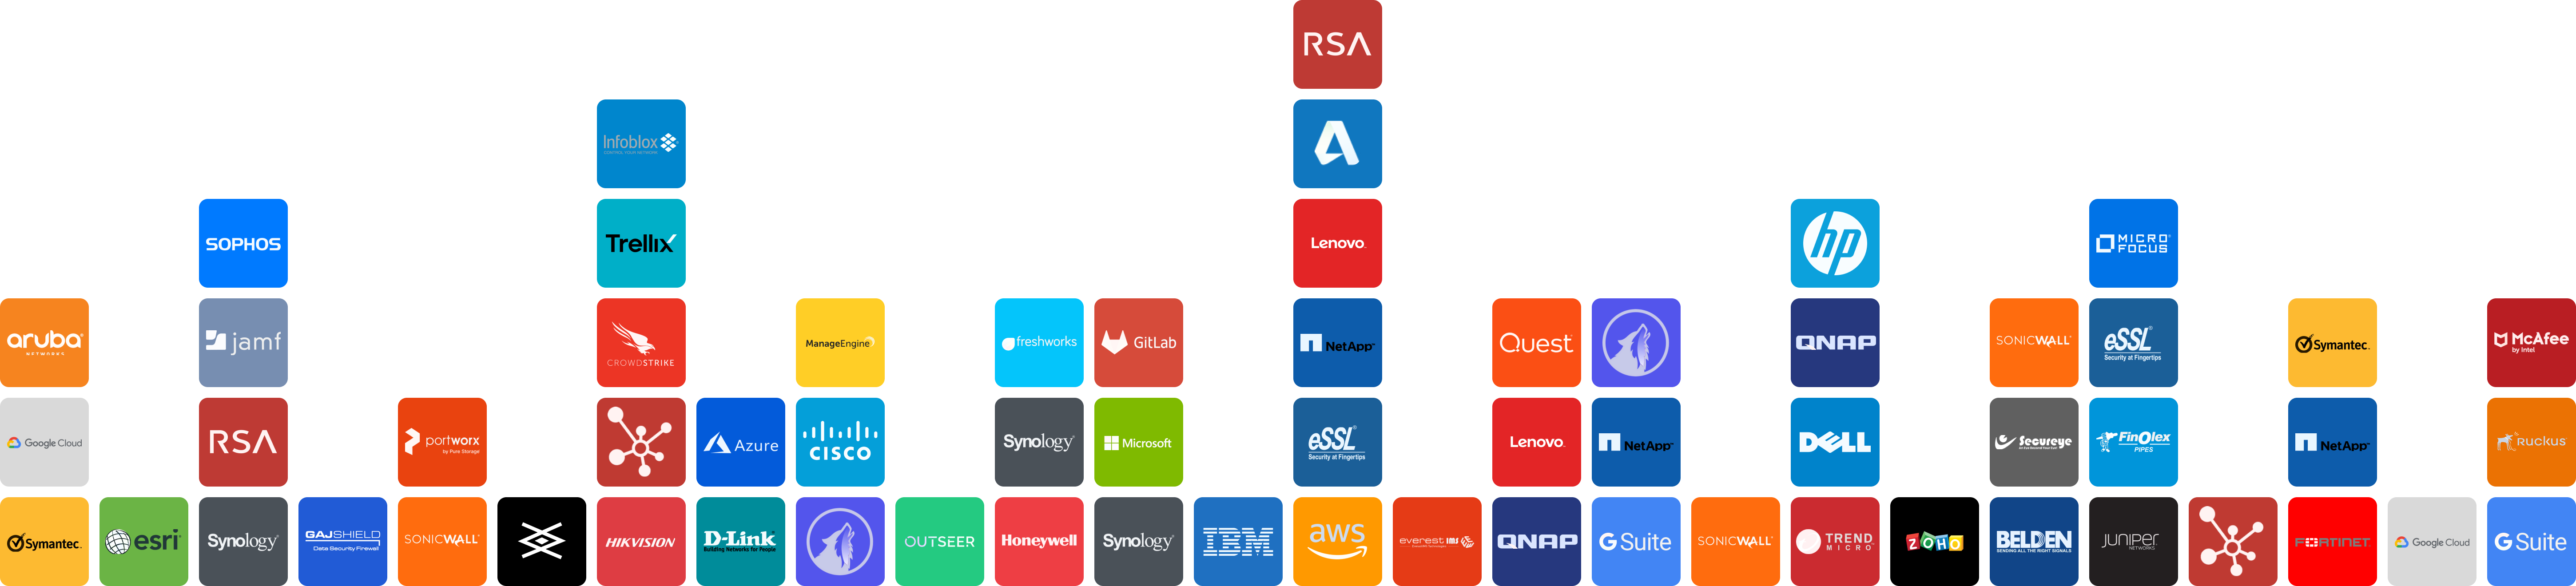 RSA
Infoblox
CONTROL YOUR NETWORK
SOPHOS
Trellix
Lenovo
hp
MICRO
FOCUS
aruba
NETWORKS
jamf
CROWDSTRIKE
ManageEngine
freshworks
GitLab
NetApp
Quest
QNAP
SONICWALL
eSSL
Security at Fingertips
Symantec.
McAfee
by Intel
Google Cloud
RSA
portworx
by Pure Storage
Azure
CISCO
Synology
Microsoft
eSSL
Security at Fingertips
Lenovo
NetApp
DELL
Secureye
FinOlex
PIPES
NetApp
RUCKUS
Symantec.
esri
Synology
GAJSHIELD
Data Security Firewall
SONICWALL
HIKVISION
D-Link
Building Networks for People
OUTSEER
Honeywell
Synology
IBM
aws
everest IMS
QNAP
G Suite
SONICWALL
TREND
MICRO
ZOHO
BELDEN
SENDING ALL THE RIGHT SIGNALS
JUNIPER
NETWORKS
FORTINET
Google Cloud
G Suite